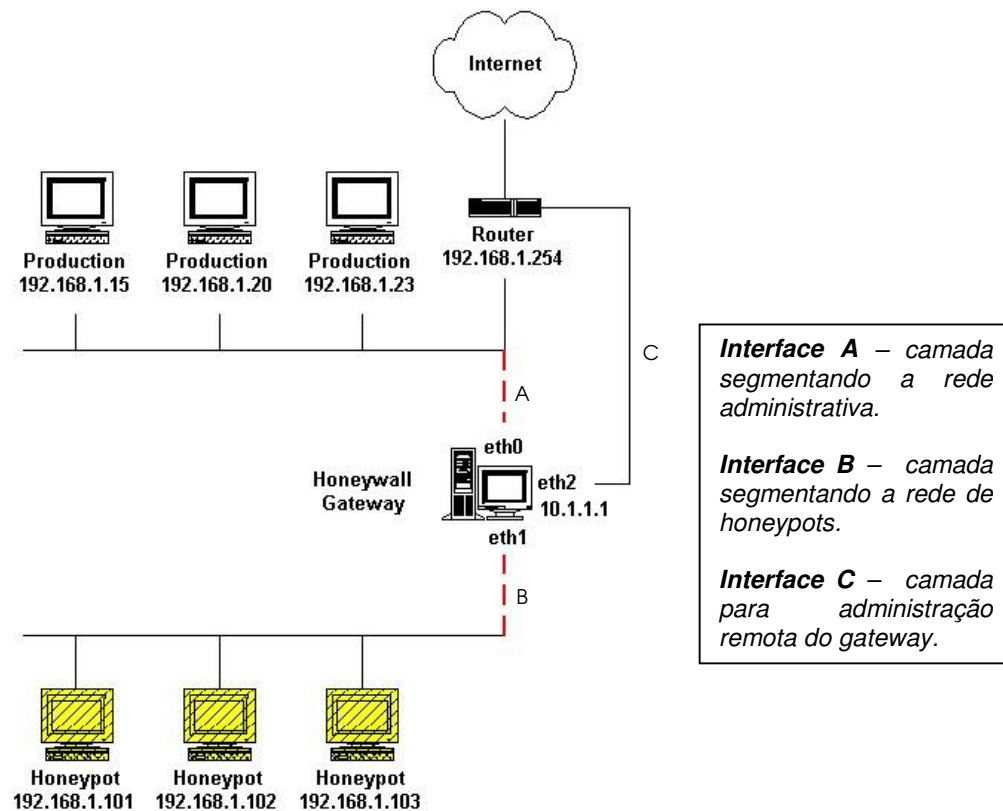 Internet
Production
192.168.1.15
Production
192.168.1.20
Production
192.168.1.23
Router
192.168.1.254
C
A
eth0
Honeywall
Gateway
eth2
10.1.1.1
eth1
B
Honeypot
192.168.1.101
Honeypot
192.168.1.102
Honeypot
192.168.1.103
Interface A – camada
segmentando a rede
administrativa.
Interface B – camada
segmentando a rede de
honeypots.
Interface C – camada
para administração
remota do gateway.